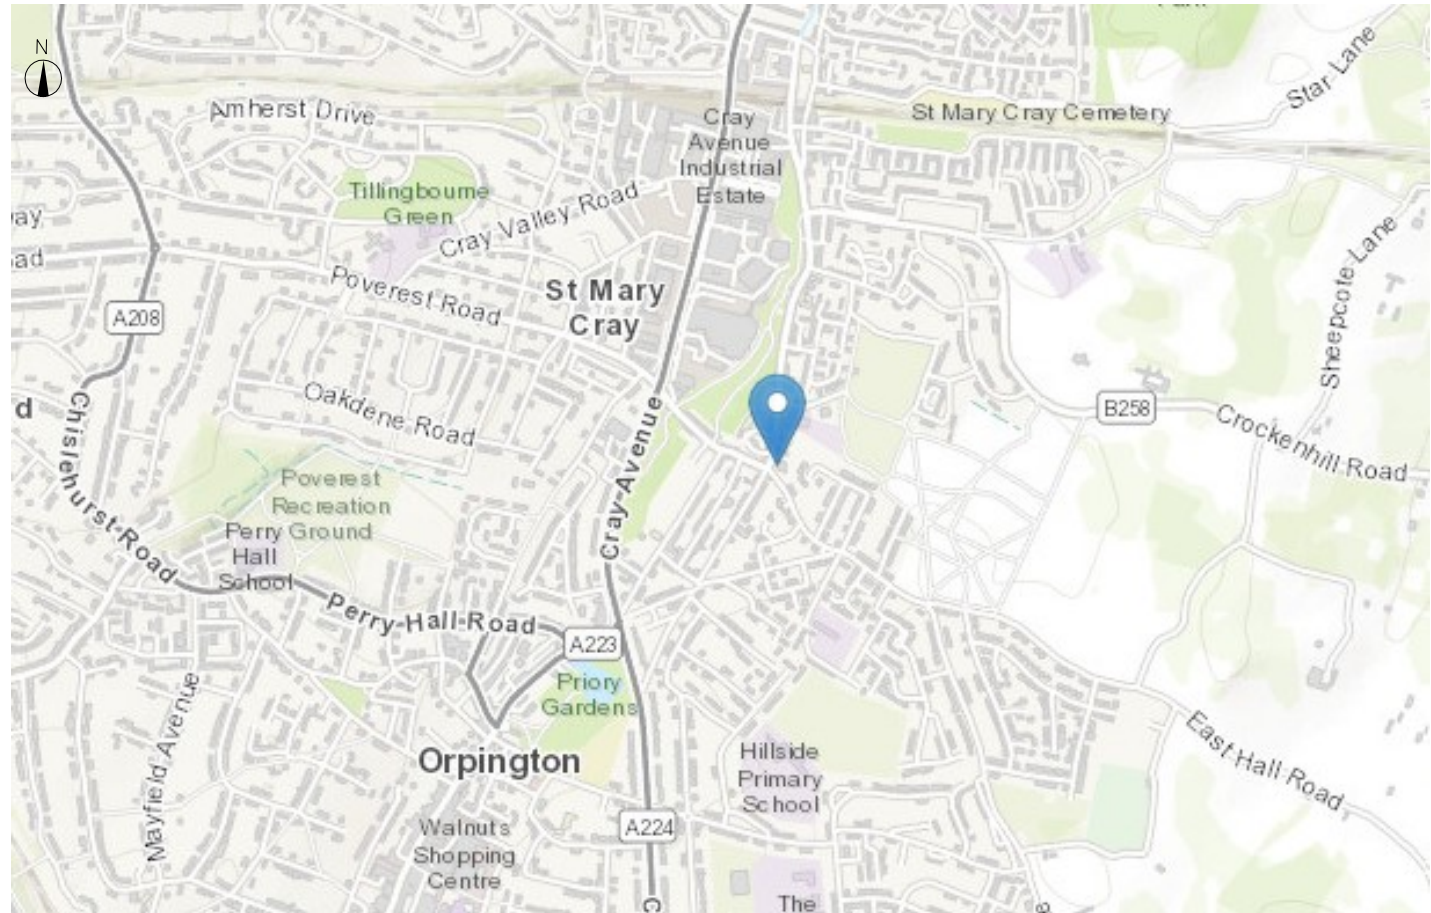 N
Star Lane
Amherst Drive
St Mary Cray Cemetery
Cray
Avenue
Industrial
Estate
Tillingbourne
Green
Cray Valley Road
Poverest Road
St Mary
Cray
Sheepcote Lane
A208
B258
Crockenhill Road
Oakdene Road
d
Chislehurst Road
Cray Avenue
Poverest
Recreation
Ground
Perry
Hall
School
Perry Hall Road
A223
Priory
Gardens
Mayfield Avenue
Orpington
East Hall Road
Hillside
Primary
School
A224
Walnuts
Shopping
Centre
The